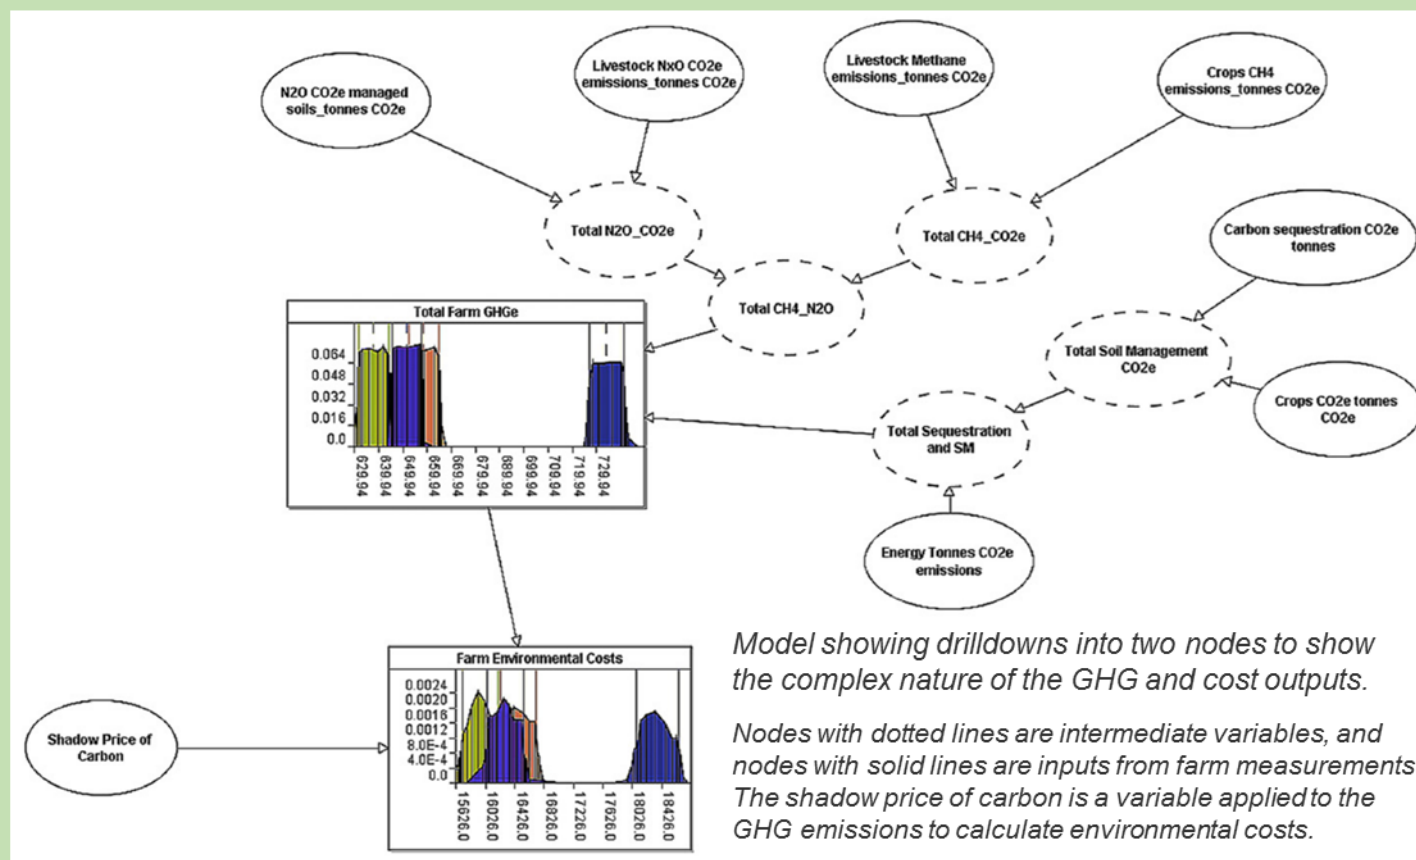 Livestock NxO CO2e
emissions_tonnes CO2e
Livestock Methane
emissions_tonnes CO2e
Crops CH4
emissions_tonnes CO2e
N2O CO2e managed
soils_tonnes CO2e
Total N2O_CO2e
Total CH4_CO2e
Carbon sequestration CO2e
tonnes
Total CH4_N2O
Total Farm GHGe
0.064
0.048
0.032
0.016
0.0
629.94
639.94
649.94
659.94
669.94
679.94
689.94
699.94
709.94
719.94
729.94
Total Soil Management
CO2e
Crops CO2e tonnes
CO2e
Total Sequestration
and SM
Energy Tonnes CO2e
emissions
Farm Environmental Costs
0.0024
0.0020
0.0016
0.0012
8.0E-4
4.0E-4
0.0
15626.0
16026.0
16426.0
16826.0
17226.0
17626.0
18026.0
18426.0
Shadow Price of
Carbon
Model showing drilldowns into two nodes to show
the complex nature of the GHG and cost outputs.
Nodes with dotted lines are intermediate variables, and
nodes with solid lines are inputs from farm measurements
The shadow price of carbon is a variable applied to the
GHG emissions to calculate environmental costs.